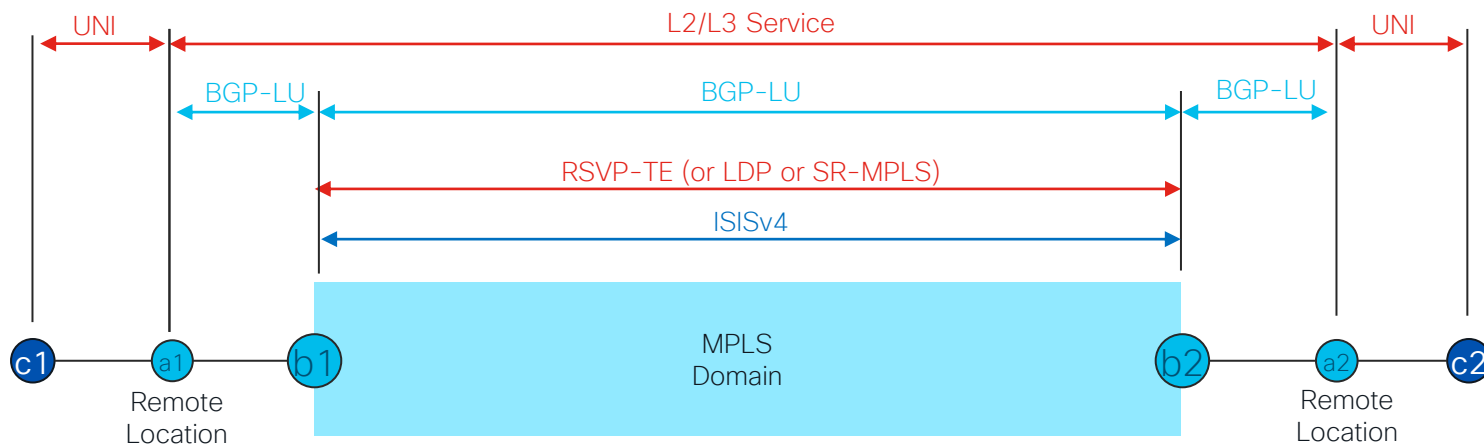 UNI
L2/L3 Service
UNI
BGP-LU
BGP-LU
BGP-LU
RSVP-TE (or LDP or SR-MPLS)
ISISv4
c1
a1
b1
MPLS
Domain
b2
a2
c2
Remote
Location
Remote
Location